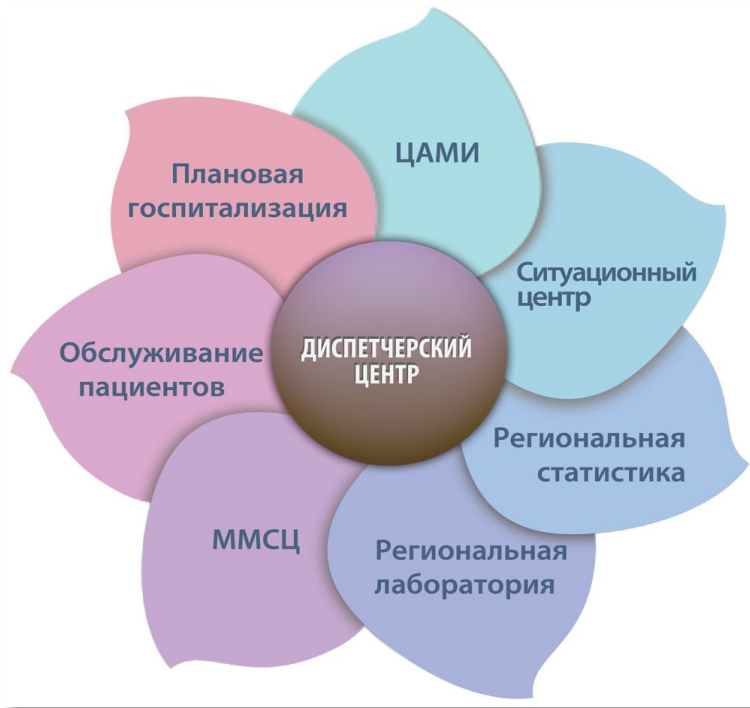 ЦАМИ
Ситуационный
центр
Региональная
статистика
Региональная
лаборатория
ММСЦ
Обслуживание
пациентов
Плановая
госпитализация
ДИСПЕТЧЕРСКИЙ
ЦЕНТР